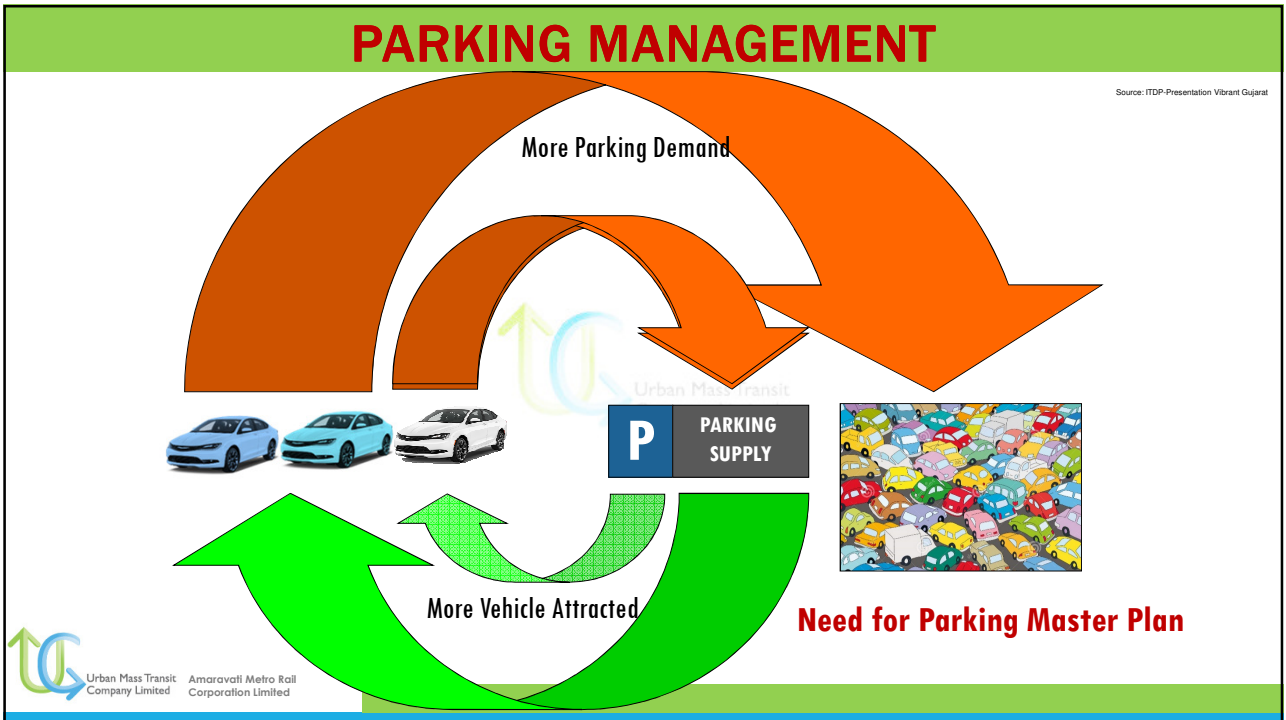 PARKING MANAGEMENT
Source: ITDP-Presentation Vibrant Gujarat
More Parking Demand
Urban Mass Transit
P
PARKING
SUPPLY
More Vehicle Attracted
Need for Parking Master Plan
Urban Mass Transit
Company Limited
Amaravati Metro Rail
Corporation Limited